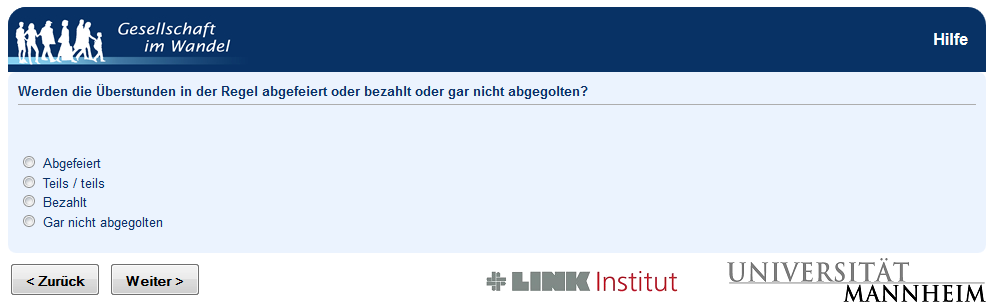 Gesellschaft
im Wandel
Hilfe
Werden die Überstunden in der Regel abgefeiert oder bezahlt oder gar nicht abgegolten?
Abgefeiert
Teils / teils
Bezahlt
Gar nicht abgegolten
< Zurück Weiter >
LINK Institut
UNIVERSITÄT
MANNHEIM